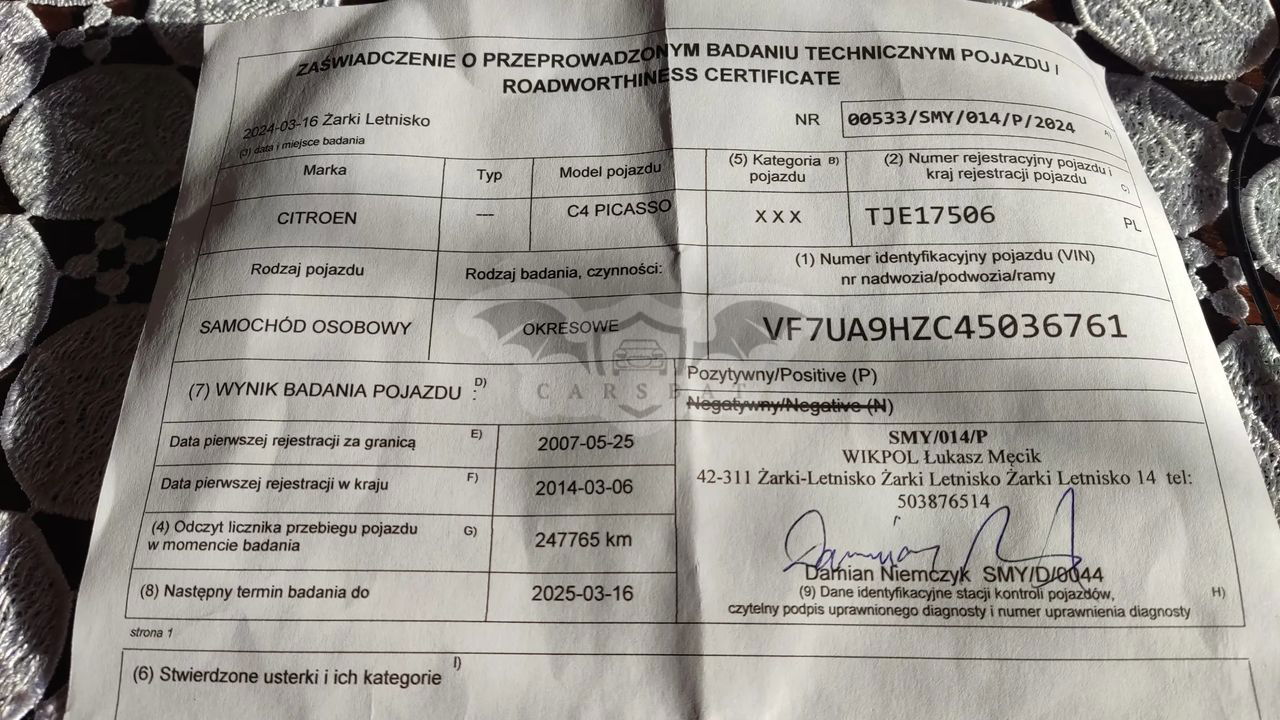 ZAŚWIADCZENIE O PRZEPROWADZONYM BADANIU TECHNICZNYM POJAZDU /
ROADWORTHINESS CERTIFICATE
2024-03-16 Żarki Letnisko
(3) data i miejsce badania
NR 00533/SMY/014/P/2024 A)
Marka Typ Model pojazdu (5) Kategoria B) pojazdu (2) Numer rejestracyjny pojazdu i kraj rejestracji pojazdu C)
CITROEN --- C4 PICASSO X X X TJE17506 PL
Rodzaj pojazdu Rodzaj badania, czynności: (1) Numer identyfikacyjny pojazdu (VIN)
nr nadwozia/podwozia/ramy
SAMOCHÓD OSOBOWY OKRESOWE VF7UA9HZC45036761
CARSBAT
(7) WYNIK BADANIA POJAZDU D) :
Pozytywny/Positive (P)
Negatywny/Negative (N)
Data pierwszej rejestracji za granicą E) 2007-05-25
Data pierwszej rejestracji w kraju F) 2014-03-06
(4) Odczyt licznika przebiegu pojazdu G)
w momencie badania
247765 km
(8) Następny termin badania do 2025-03-16
SMY/014/P
WIKPOL Łukasz Męcik
42-311 Żarki-Letnisko Żarki Letnisko Żarki Letnisko 14 tel:
503876514
Damian Niemczyk SMY/D/0044
(9) Dane identyfikacyjne stacji kontroli pojazdów, H)
czytelny podpis uprawnionego diagnosty i numer uprawnienia diagnosty
strona 1
(6) Stwierdzone usterki i ich kategorie I)